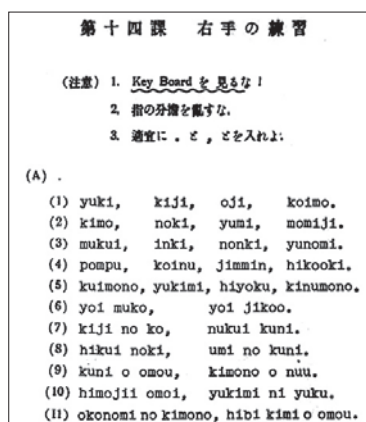 第十四課 右手の練習
(注意) 1. Key Board を 見るな!
2. 指の分擔を亂すな.
3. 適宜に . と , とを入れよ.
(A) .
(1) yuki, kiji, oji, koimo.
(2) kimo, noki, yumi, momiji.
(3) mukui, inki, nonki, yunomi.
(4) pompu, koinu, jimmin, hikooki.
(5) kuimono, yukimi, hiyoku, kinumono.
(6) yoi muko, yoi jikoo.
(7) kiji no ko, nukui kuni.
(8) hikui noki, umi no kuni.
(9) kuni o omou, kimono o nuu.
(10) himojii omoi, yukimi ni yuku.
(11) okonomi no kimono, hibi kimi o omou.